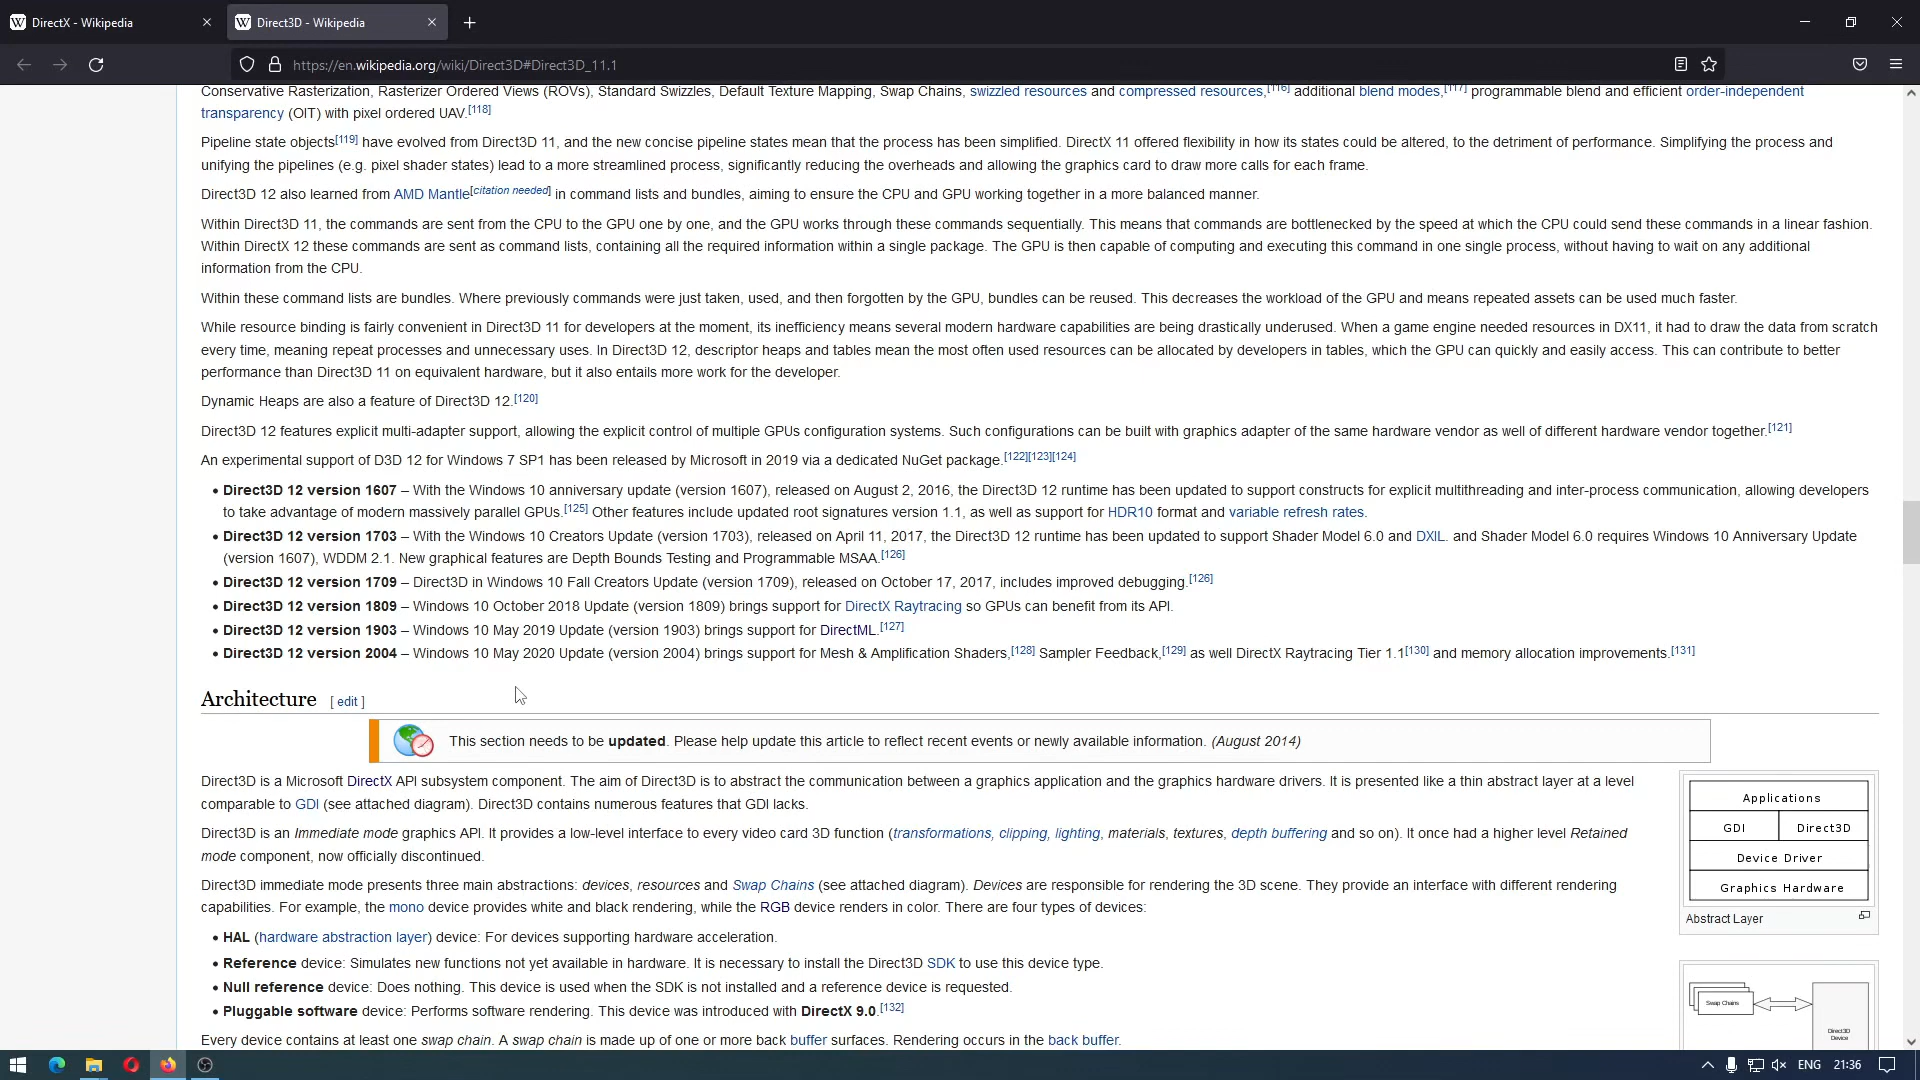 DirectX - Wikipedia
Direct3D - Wikipedia
https://en.wikipedia.org/wiki/Direct3D#Direct3D_11.1
Conservative Rasterization, Rasterizer Ordered Views (ROVs), Standard Swizzles, Default Texture Mapping, Swap Chains, swizzled resources and compressed resources,[116] additional blend modes,[117] programmable blend and efficient order-independent
transparency (OIT) with pixel ordered UAV.[118]
Pipeline state objects[119] have evolved from Direct3D 11, and the new concise pipeline states mean that the process has been simplified. DirectX 11 offered flexibility in how its states could be altered, to the detriment of performance. Simplifying the process and
unifying the pipelines (e.g. pixel shader states) lead to a more streamlined process, significantly reducing the overheads and allowing the graphics card to draw more calls for each frame.
Direct3D 12 also learned from AMD Mantle[citation needed] in command lists and bundles, aiming to ensure the CPU and GPU working together in a more balanced manner.
Within Direct3D 11, the commands are sent from the CPU to the GPU one by one, and the GPU works through these commands sequentially. This means that commands are bottlenecked by the speed at which the CPU could send these commands in a linear fashion.
Within DirectX 12 these commands are sent as command lists, containing all the required information within a single package. The GPU is then capable of computing and executing this command in one single process, without having to wait on any additional
information from the CPU.
Within these command lists are bundles. Where previously commands were just taken, used, and then forgotten by the GPU, bundles can be reused. This decreases the workload of the GPU and means repeated assets can be used much faster.
While resource binding is fairly convenient in Direct3D 11 for developers at the moment, its inefficiency means several modern hardware capabilities are being drastically underused. When a game engine needed resources in DX11, it had to draw the data from scratch
every time, meaning repeat processes and unnecessary uses. In Direct3D 12, descriptor heaps and tables mean the most often used resources can be allocated by developers in tables, which the GPU can quickly and easily access. This can contribute to better
performance than Direct3D 11 on equivalent hardware, but it also entails more work for the developer.
Dynamic Heaps are also a feature of Direct3D 12.[120]
Direct3D 12 features explicit multi-adapter support, allowing the explicit control of multiple GPUs configuration systems. Such configurations can be built with graphics adapter of the same hardware vendor as well of different hardware vendor together.[121]
An experimental support of D3D 12 for Windows 7 SP1 has been released by Microsoft in 2019 via a dedicated NuGet package.[122][123][124]
• Direct3D 12 version 1607 – With the Windows 10 anniversary update (version 1607), released on August 2, 2016, the Direct3D 12 runtime has been updated to support constructs for explicit multithreading and inter-process communication, allowing developers
to take advantage of modern massively parallel GPUs.[125] Other features include updated root signatures version 1.1, as well as support for HDR10 format and variable refresh rates.
• Direct3D 12 version 1703 – With the Windows 10 Creators Update (version 1703), released on April 11, 2017, the Direct3D 12 runtime has been updated to support Shader Model 6.0 and DXIL. and Shader Model 6.0 requires Windows 10 Anniversary Update
(version 1607), WDDM 2.1. New graphical features are Depth Bounds Testing and Programmable MSAA.[126]
• Direct3D 12 version 1709 – Direct3D in Windows 10 Fall Creators Update (version 1709), released on October 17, 2017, includes improved debugging.[126]
• Direct3D 12 version 1809 – Windows 10 October 2018 Update (version 1809) brings support for DirectX Raytracing so GPUs can benefit from its API.
• Direct3D 12 version 1903 – Windows 10 May 2019 Update (version 1903) brings support for DirectML.[127]
• Direct3D 12 version 2004 – Windows 10 May 2020 Update (version 2004) brings support for Mesh & Amplification Shaders,[128] Sampler Feedback,[129] as well DirectX Raytracing Tier 1.1[130] and memory allocation improvements.[131]
Architecture [ edit ]
This section needs to be updated. Please help update this article to reflect recent events or newly available information. (August 2014)
Direct3D is a Microsoft DirectX API subsystem component. The aim of Direct3D is to abstract the communication between a graphics application and the graphics hardware drivers. It is presented like a thin abstract layer at a level
comparable to GDI (see attached diagram). Direct3D contains numerous features that GDI lacks.
Direct3D is an Immediate mode graphics API. It provides a low-level interface to every video card 3D function (transformations, clipping, lighting, materials, textures, depth buffering and so on). It once had a higher level Retained
mode component, now officially discontinued.
Direct3D immediate mode presents three main abstractions: devices, resources and Swap Chains (see attached diagram). Devices are responsible for rendering the 3D scene. They provide an interface with different rendering
capabilities. For example, the mono device provides white and black rendering, while the RGB device renders in color. There are four types of devices:
• HAL (hardware abstraction layer) device: For devices supporting hardware acceleration.
• Reference device: Simulates new functions not yet available in hardware. It is necessary to install the Direct3D SDK to use this device type.
• Null reference device: Does nothing. This device is used when the SDK is not installed and a reference device is requested.
• Pluggable software device: Performs software rendering. This device was introduced with DirectX 9.0.[132]
Every device contains at least one swap chain. A swap chain is made up of one or more back buffer surfaces. Rendering occurs in the back buffer.
Applications
GDI Direct3D
Device Driver
Graphics Hardware
Abstract Layer
Swap Chains
Direct3D
Device
ENG 21:36